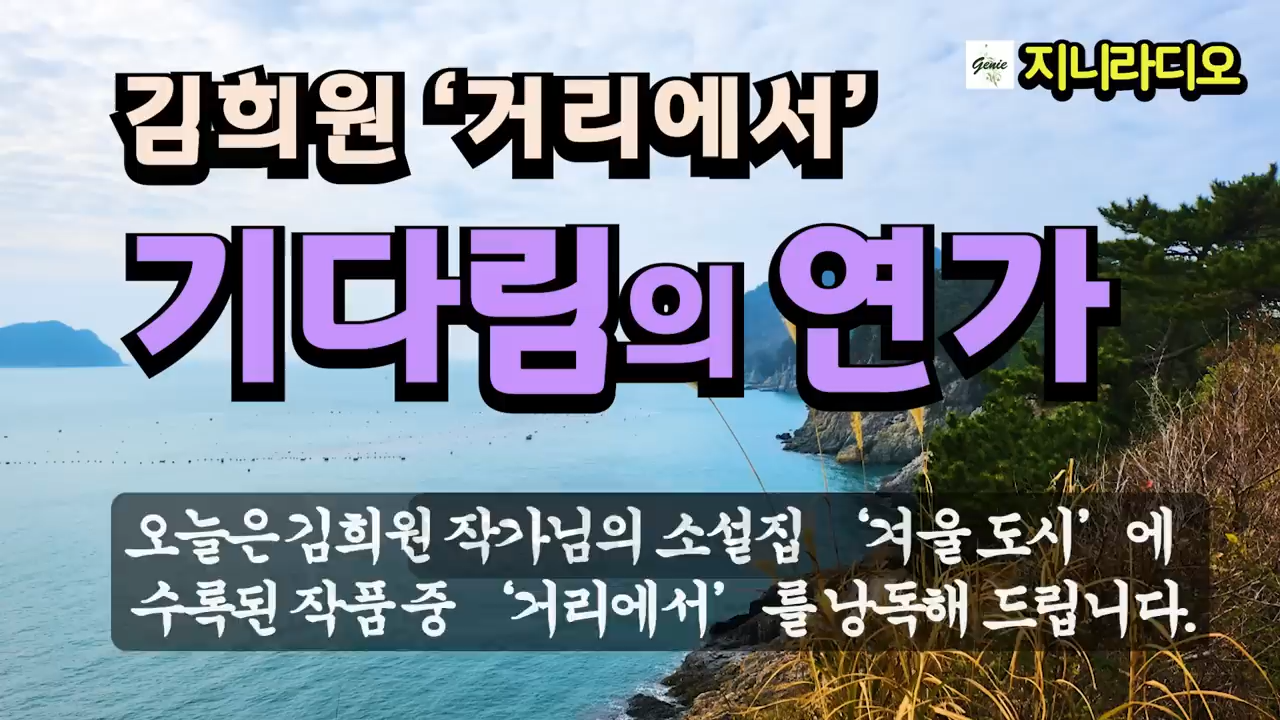 Genie 지니라디오
김희원 ‘거리에서’
기다림의 연가
오늘은 김희원 작가님의 소설집 ‘겨울 도시’에
수록된 작품 중 ‘거리에서’를 낭독해 드립니다.